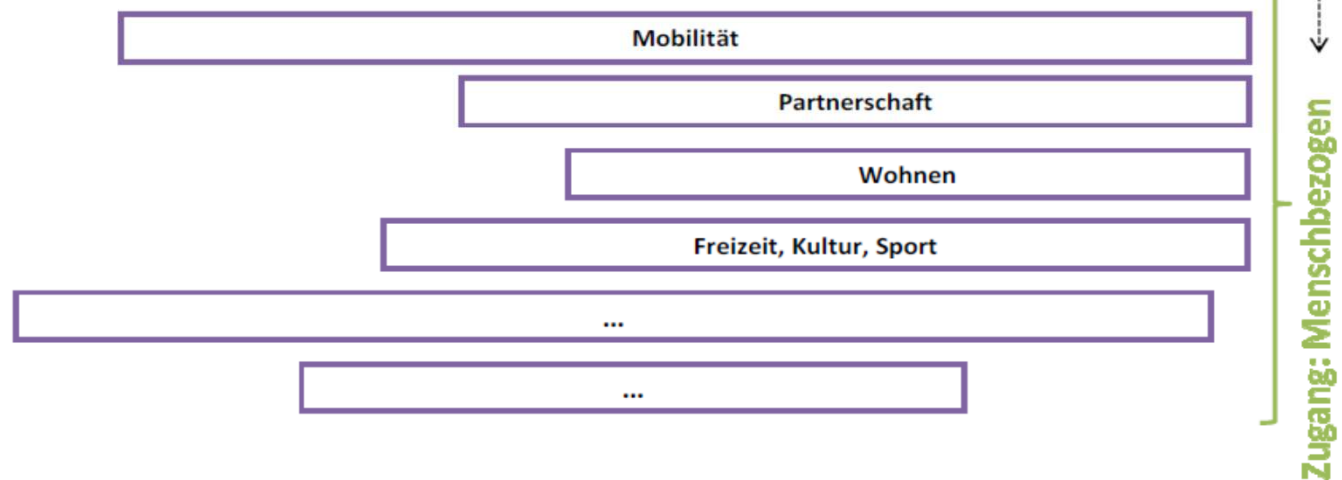 Mobilität
Partnerschaft
Wohnen
Freizeit, Kultur, Sport
...
...
Zugang: Menschbezogen